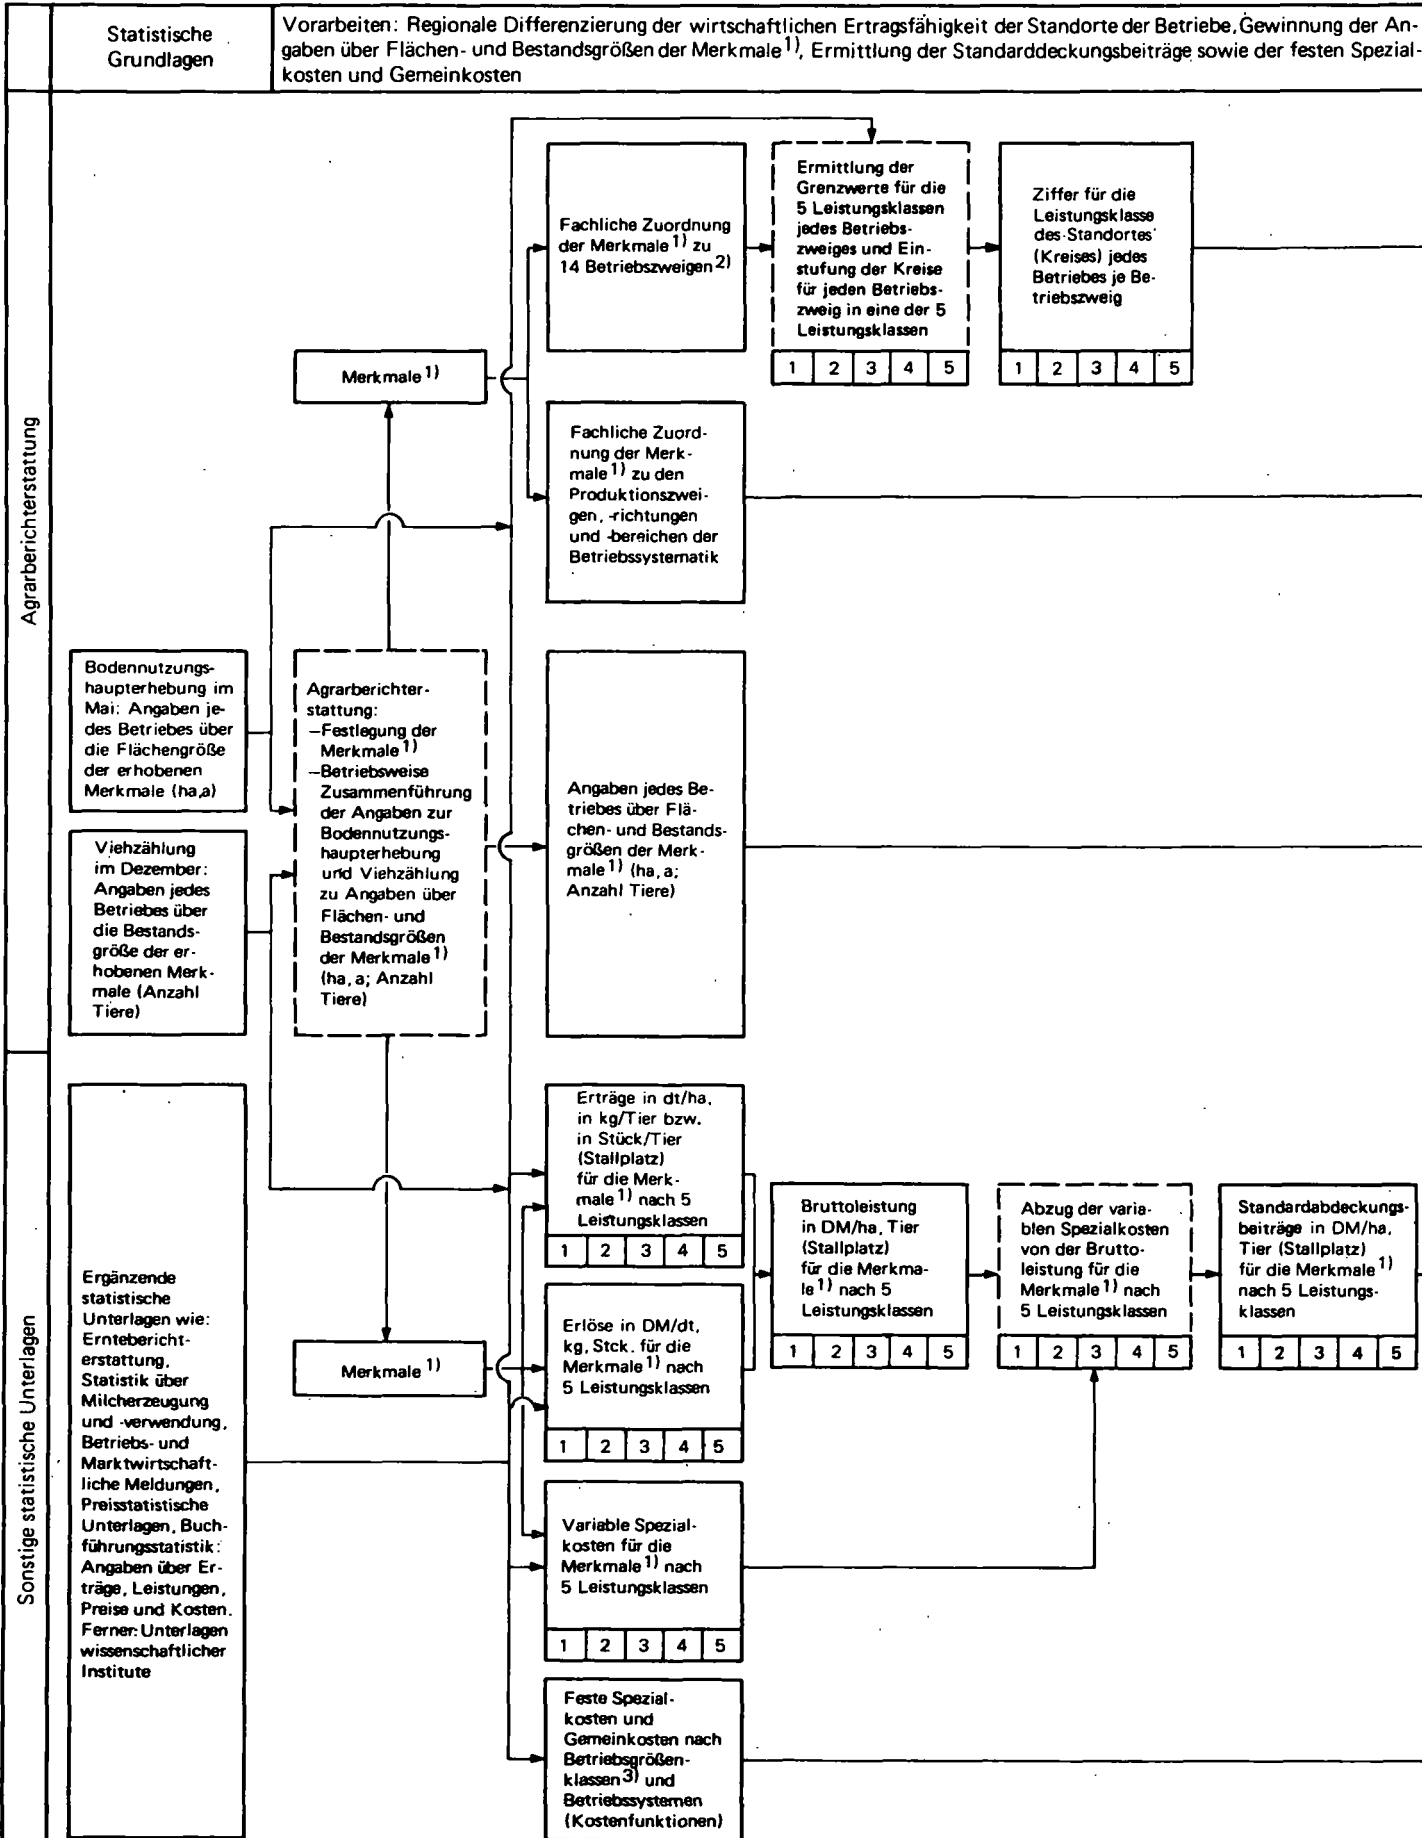 Statistische
Grundlagen
Vorarbeiten: Regionale Differenzierung der wirtschaftlichen Ertragsfähigkeit der Standorte der Betriebe, Gewinnung der An-
gaben über Flächen- und Bestandsgrößen der Merkmale 1), Ermittlung der Standarddeckungsbeiträge sowie der festen Spezial-
kosten und Gemeinkosten
Agrarberichterstattung
Fachliche Zuordnung
der Merkmale 1) zu
14 Betriebszweigen 2)
Ermittlung der
Grenzwerte für die
5 Leistungsklassen
jedes Betriebs-
zweiges und Ein-
stufung der Kreise
für jeden Betriebs-
zweig in eine der 5
Leistungsklassen
1 2 3 4 5
Ziffer für die
Leistungsklasse
des Standortes
(Kreises) jedes
Betriebes je Be-
triebszweig
1 2 3 4 5
Merkmale 1)
Fachliche Zuord-
nung der Merk-
male 1) zu den
Produktionszwei-
gen, -richtungen
und -bereichen der
Betriebssystematik
Bodennutzungs-
haupterhebung im
Mai: Angaben je-
des Betriebes über
die Flächengröße
der erhobenen
Merkmale (ha,a)
Agrarberichter-
stattung:
—Festlegung der
Merkmale 1)
—Betriebsweise
Zusammenführung
der Angaben zur
Bodennutzungs-
haupterhebung
und Viehzählung
zu Angaben über
Flächen- und
Bestandsgrößen
der Merkmale 1)
(ha, a; Anzahl
Tiere)
Angaben jedes Be-
triebes über Flä-
chen- und Bestands-
größen der Merk-
male 1) (ha, a;
Anzahl Tiere)
Viehzählung
im Dezember:
Angaben jedes
Betriebes über
die Bestands-
größe der er-
hobenen Merk-
male (Anzahl
Tiere)
Sonstige statistische Unterlagen
Ergänzende
statistische
Unterlagen wie:
Erntebericht-
erstattung,
Statistik über
Milcherzeugung
und -verwendung,
Betriebs- und
Marktwirtschaft-
liche Meldungen,
Preisstatistische
Unterlagen, Buch-
führungsstatistik:
Angaben über Er-
träge, Leistungen,
Preise und Kosten.
Ferner: Unterlagen
wissenschaftlicher
Institute
Merkmale 1)
Erträge in dt/ha,
in kg/Tier bzw.
in Stück/Tier
(Stallplatz)
für die Merk-
male 1) nach 5
Leistungsklassen
1 2 3 4 5
Erlöse in DM/dt,
kg, Stck. für die
Merkmale 1) nach
5 Leistungsklassen
1 2 3 4 5
Bruttoleistung
in DM/ha, Tier
(Stallplatz)
für die Merkma-
le 1) nach 5
Leistungsklassen
1 2 3 4 5
Abzug der varia-
blen Spezialkosten
von der Brutto-
leistung für die
Merkmale 1) nach
5 Leistungsklassen
1 2 3 4 5
Standardabdeckungs-
beiträge in DM/ha,
Tier (Stallplatz)
für die Merkmale 1)
nach 5 Leistungs-
klassen
1 2 3 4 5
Variable Spezial-
kosten für die
Merkmale 1) nach
5 Leistungsklassen
1 2 3 4 5
Feste Spezial-
kosten und
Gemeinkosten nach
Betriebsgrößen-
klassen 3) und
Betriebssystemen
(Kostenfunktionen)